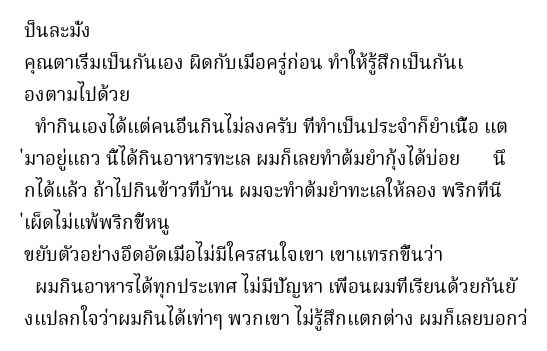 ป็นละมั้ง
คุณตาเริ่มเป็นกันเอง ผิดกับเมื่อครู่ก่อน ทำให้รู้สึกเป็นกันเ
องตามไปด้วย
ทำกินเองได้แต่คนอื่นกินไม่ลงครับ ที่ทำเป็นประจำก็ยำเนื้อ แต
่มาอยู่แถว นี้ได้กินอาหารทะเล ผมก็เลยทำต้มยำกุ้งได้บ่อย นึ
กได้แล้ว ถ้าไปกินข้าวที่บ้าน ผมจะทำต้มยำทะเลให้ลอง พริกที่นี
่เผ็ดไม่แพ้พริกขี้หนู
ขยับตัวอย่างอึดอัดเมื่อไม่มีใครสนใจเขา เขาแทรกขึ้นว่า
ผมกินอาหารได้ทุกประเทศ ไม่มีปัญหา เพื่อนผมที่เรียนด้วยกันยั
งแปลกใจว่าผมกินได้เท่าๆ พวกเขา ไม่รู้สึกแตกต่าง ผมก็เลยบอกว่